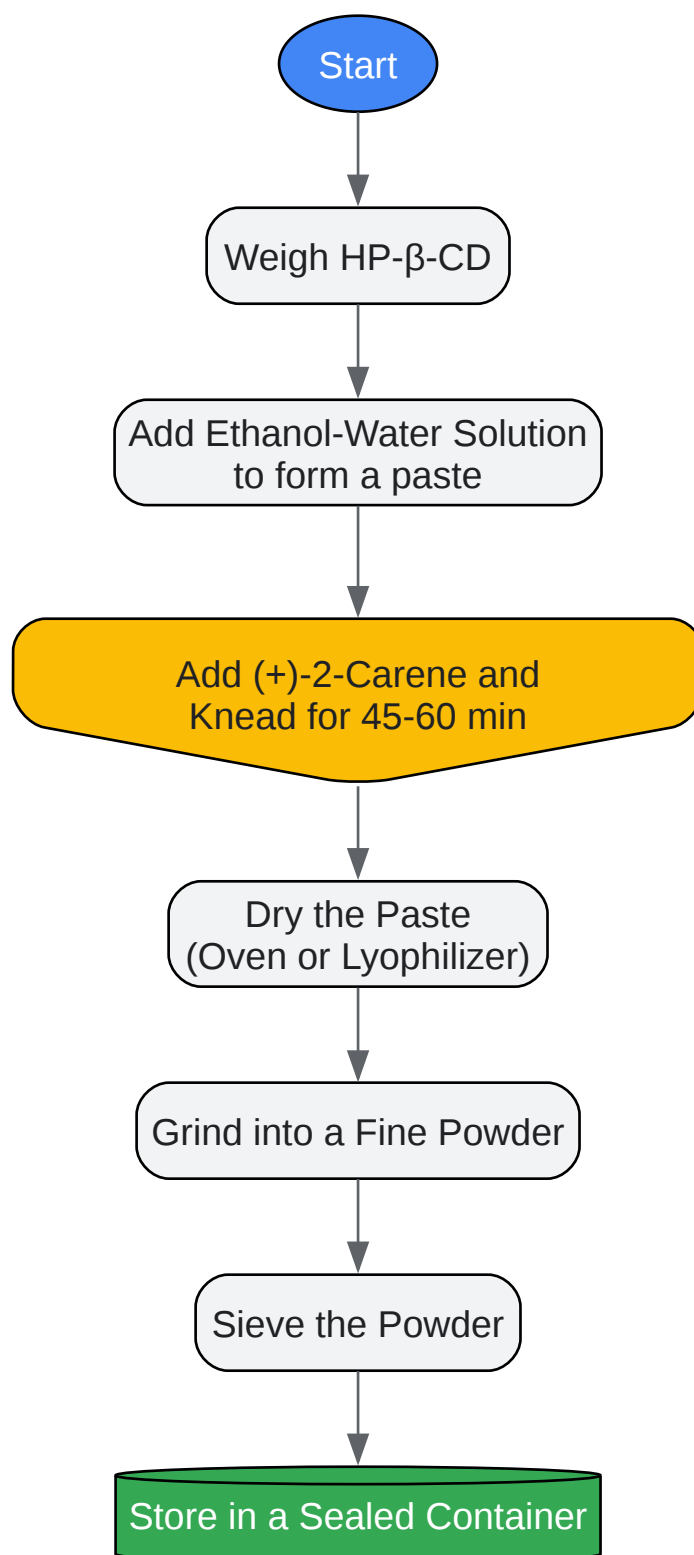 Start
Weigh HP-β-CD
Add Ethanol-Water Solution
to form a paste
Add (+)-2-Carene and
Knead for 45-60 min
Dry the Paste
(Oven or Lyophilizer)
Grind into a Fine Powder
Sieve the Powder
Store in a Sealed Container